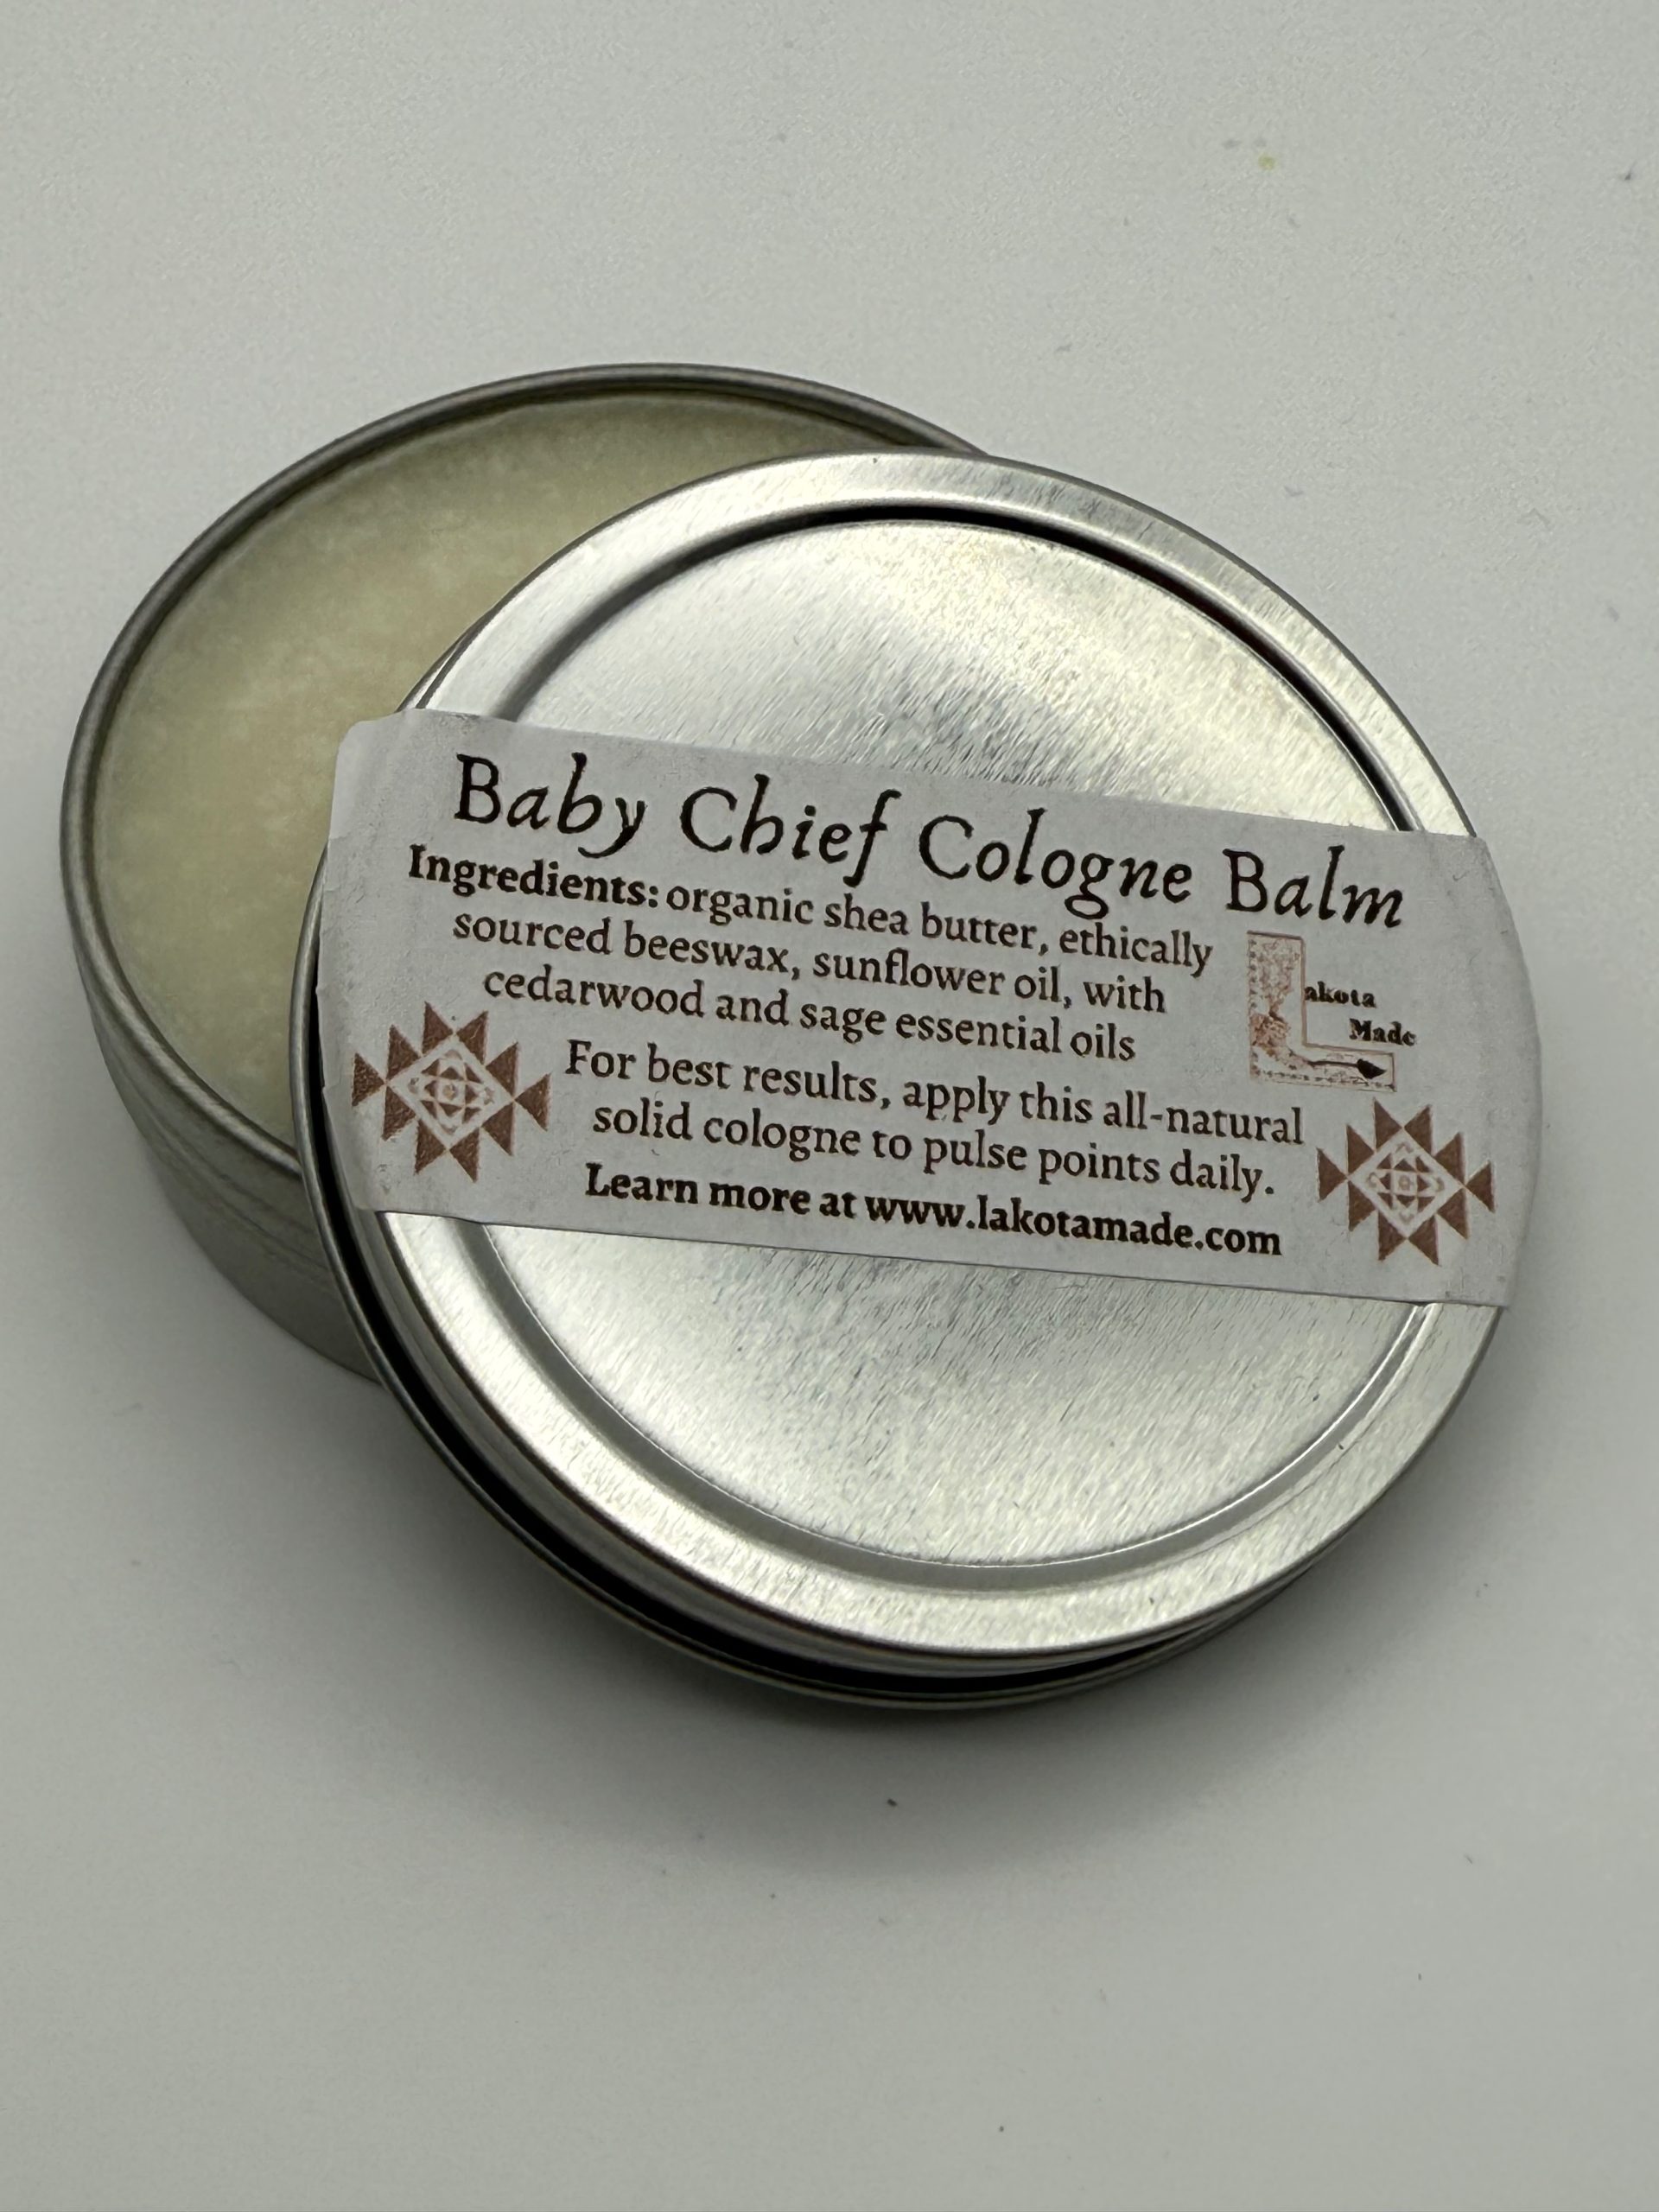 Baby Chief Cologne Balm
Ingredients: organic shea butter, ethically
sourced beeswax, sunflower oil, with
cedarwood and sage essential oils
Lakota
Made
For best results, apply this all-natural
solid cologne to pulse points daily.
Learn more at www.lakotamade.com